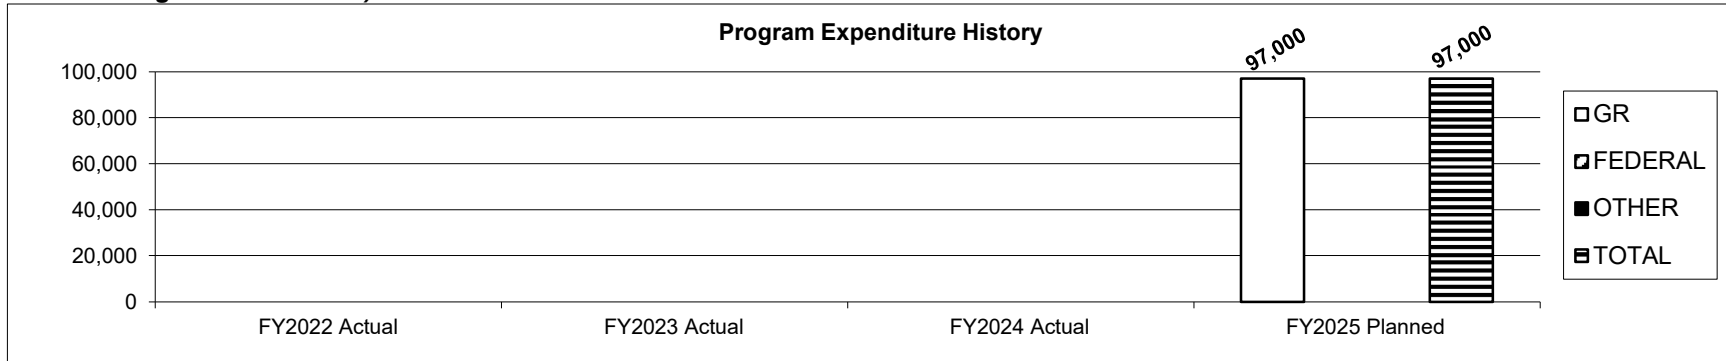 Program Expenditure History
97,000
97,000
100,000
80,000
60,000
40,000
20,000
0
FY2022 Actual
FY2023 Actual
FY2024 Actual
FY2025 Planned
GR
FEDERAL
OTHER
TOTAL